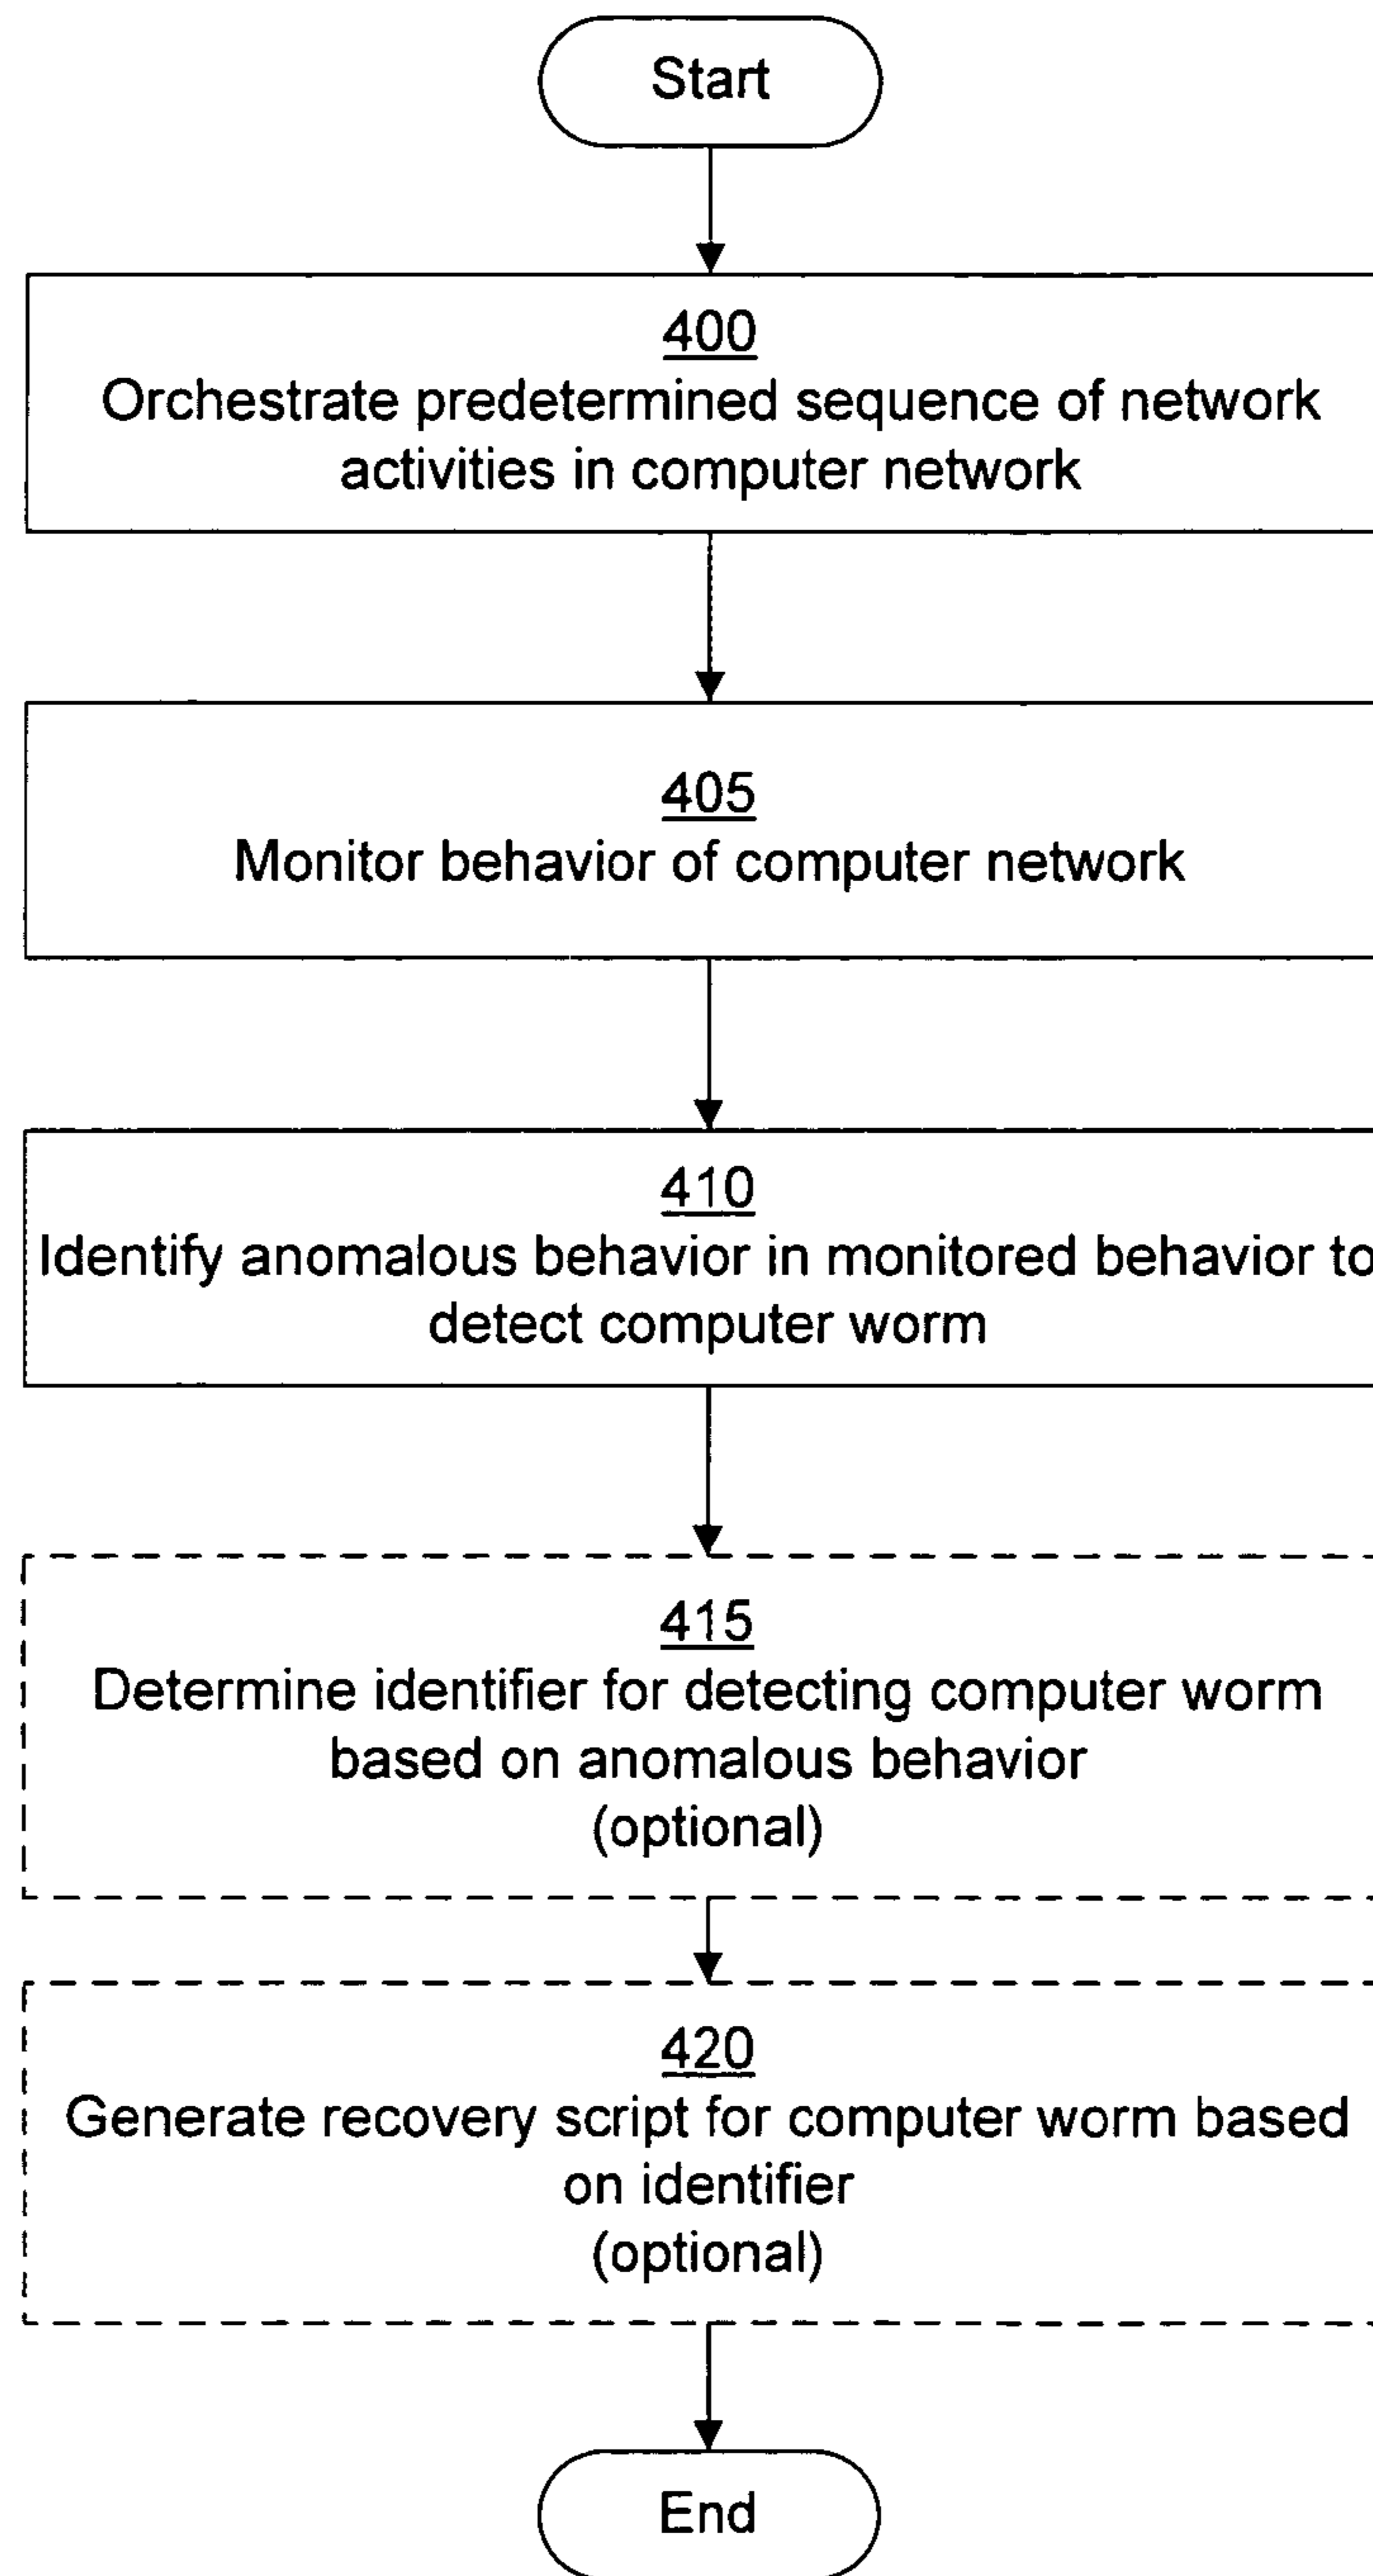 Start
400
Orchestrate predetermined sequence of network
activities in computer network
405
Monitor behavior of computer network
410
Identify anomalous behavior in monitored behavior to
detect computer worm
415
Determine identifier for detecting computer worm
based on anomalous behavior
(optional)
420
Generate recovery script for computer worm based
on identifier
(optional)
End